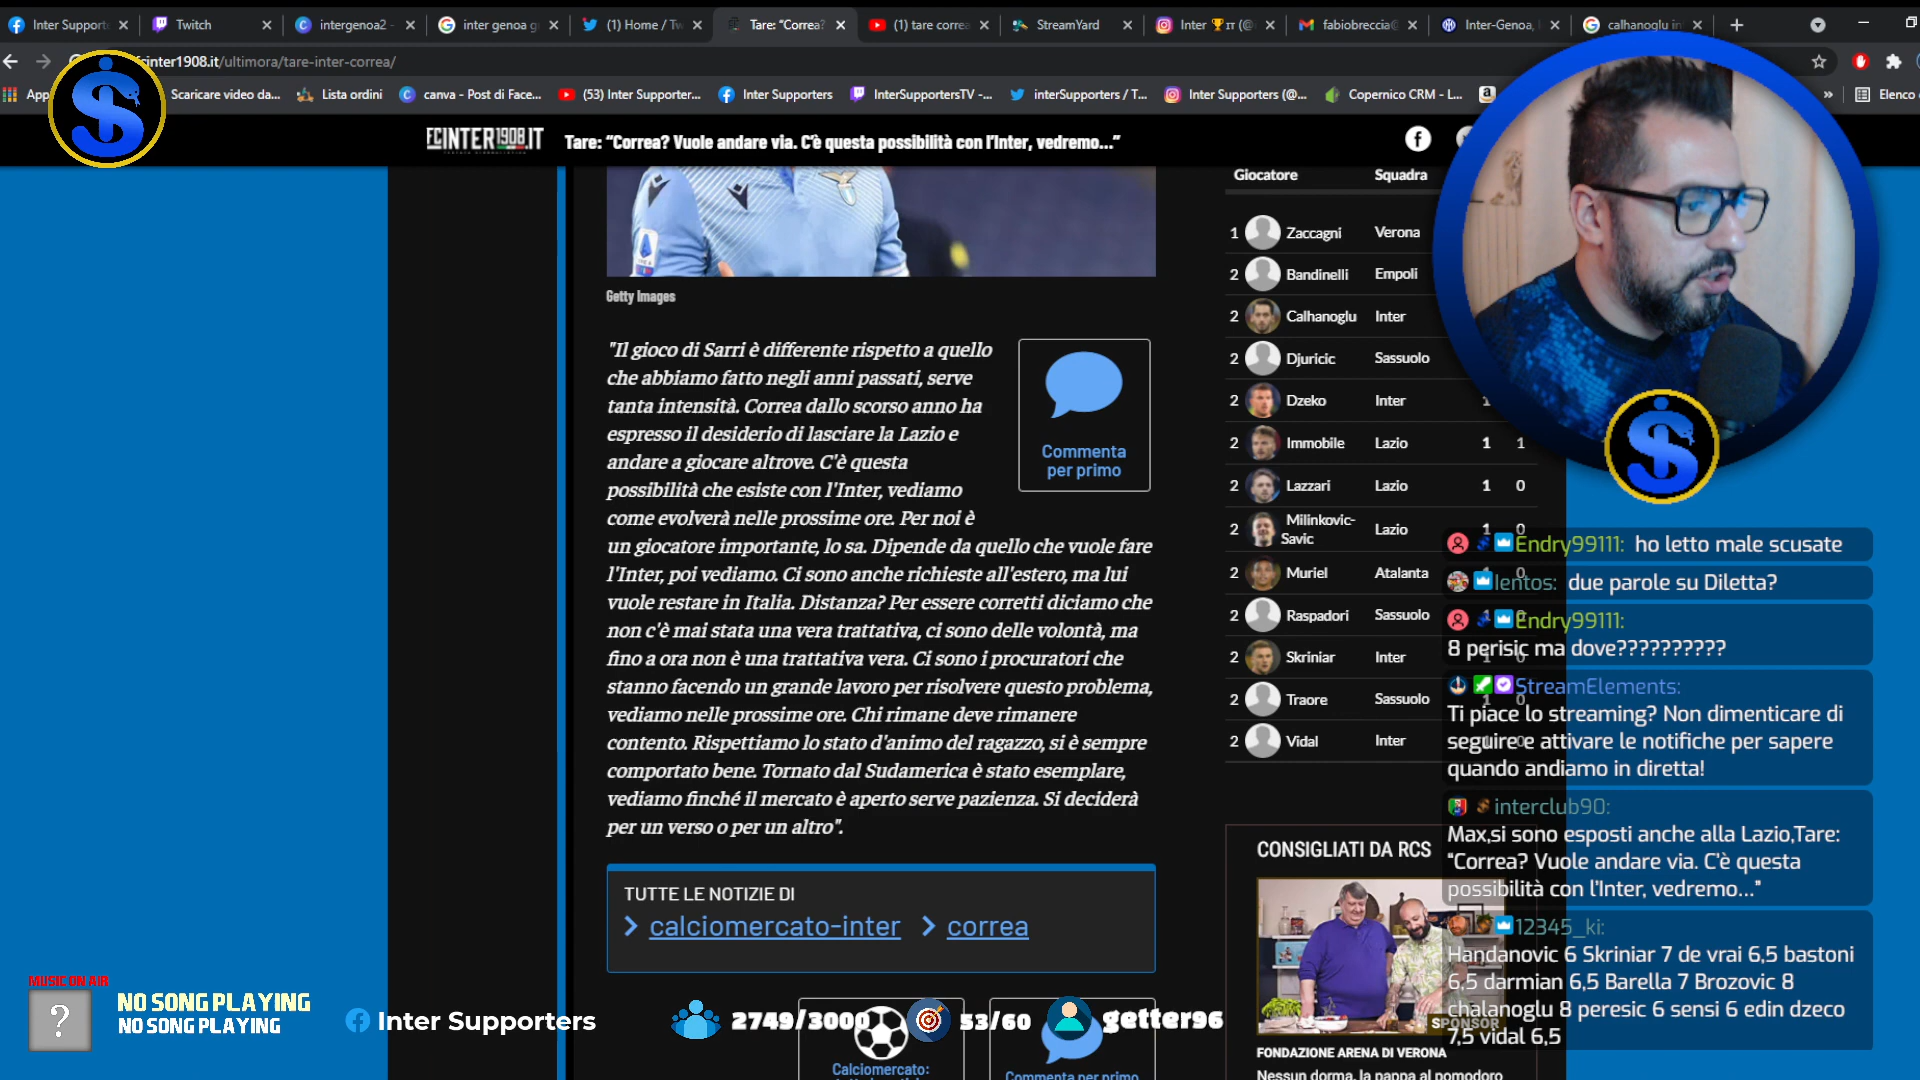 Inter Support
Twitch
intergenoa2 -
inter genoa g
(1) Home / Tw
Tare: "Correa?
(1) tare correa
StreamYard
Inter
fabiobreccia
Inter-Genoa,
calhanoglu in
cinter1908.it/ultimora/tare-inter-correa/
App
Scaricare video da...
Lista ordini
canva - Post di Face...
(53) Inter Supporter...
Inter Supporters
InterSupportersTV -...
interSupporters / T...
Inter Supporters (@...
Copernico CRM - L...
»
Elenco
FCINTER1908.IT
Tare: "Correa? Vuole andare via. C'è questa possibilità con l'Inter, vedremo..."
Getty Images
"Il gioco di Sarri è differente rispetto a quello
che abbiamo fatto negli anni passati, serve
tanta intensità. Correa dallo scorso anno ha
espresso il desiderio di lasciare la Lazio e
andare a giocare altrove. C'è questa
possibilità che esiste con l'Inter, vediamo
come evolverà nelle prossime ore. Per noi è
un giocatore importante, lo sa. Dipende da quello che vuole fare
l'Inter, poi vediamo. Ci sono anche richieste all'estero, ma lui
vuole restare in Italia. Distanza? Per essere corretti diciamo che
non c'è mai stata una vera trattativa, ci sono delle volontà, ma
fino a ora non è una trattativa vera. Ci sono i procuratori che
stanno facendo un grande lavoro per risolvere questo problema,
vediamo nelle prossime ore. Chi rimane deve rimanere
contento. Rispettiamo lo stato d'animo del ragazzo, si è sempre
comportato bene. Tornato dal Sudamerica è stato esemplare,
vediamo finché il mercato è aperto serve pazienza. Si deciderà
per un verso o per un altro".
Commenta
per primo
TUTTE LE NOTIZIE DI
calciomercato-inter
correa
Calciomercato:
Commenta per primo
Giocatore Squadra
1 Zaccagni Verona
2 Bandinelli Empoli
2 Calhanoglu Inter
2 Djuricic Sassuolo
2 Dzeko Inter 1
2 Immobile Lazio 1 1
2 Lazzari Lazio 1 0
2 Milinkovic-Savic Lazio 1 0
2 Muriel Atalanta 1 0
2 Raspadori Sassuolo 1 0
2 Skriniar Inter 1 0
2 Traore Sassuolo 1 0
2 Vidal Inter 1 0
CONSIGLIATI DA RCS
SPONSOR
FONDAZIONE ARENA DI VERONA
Nessun dorma, la pappa al pomodoro
Endry99111: ho letto male scusate
lentos: due parole su Diletta?
Endry99111:
8 perisic ma dove??????????
StreamElements:
Ti piace lo streaming? Non dimenticare di
seguire e attivare le notifiche per sapere
quando andiamo in diretta!
interclub90:
Max,si sono esposti anche alla Lazio,Tare:
"Correa? Vuole andare via. C'è questa
possibilità con l'Inter, vedremo..."
12345_ki:
Handanovic 6 Skriniar 7 de vrai 6,5 bastoni
6,5 darmian 6,5 Barella 7 Brozovic 8
chalanoglu 8 peresic 6 sensi 6 edin dzeco
7,5 vidal 6,5
MUSIC ON AIR
?
NO SONG PLAYING
NO SONG PLAYING
Inter Supporters
2749/3000
53/60
getter96